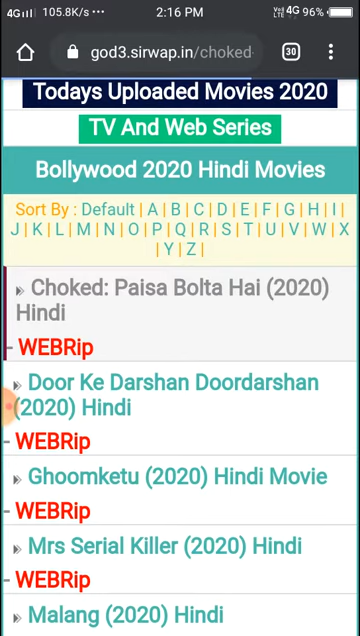 4G 105.8K/s ••• 2:16 PM VoI LTE 4G 96%
god3.sirwap.in/choked- 30
Todays Uploaded Movies 2020
TV And Web Series
Bollywood 2020 Hindi Movies
Sort By : Default | A | B | C | D | E | F | G | H | I |
J | K | L | M | N | O | P | Q | R | S | T | U | V | W | X
| Y | Z |
Choked: Paisa Bolta Hai (2020)
Hindi
- WEBRip
Door Ke Darshan Doordarshan
(2020) Hindi
- WEBRip
Ghoomketu (2020) Hindi Movie
- WEBRip
Mrs Serial Killer (2020) Hindi
- WEBRip
Malang (2020) Hindi